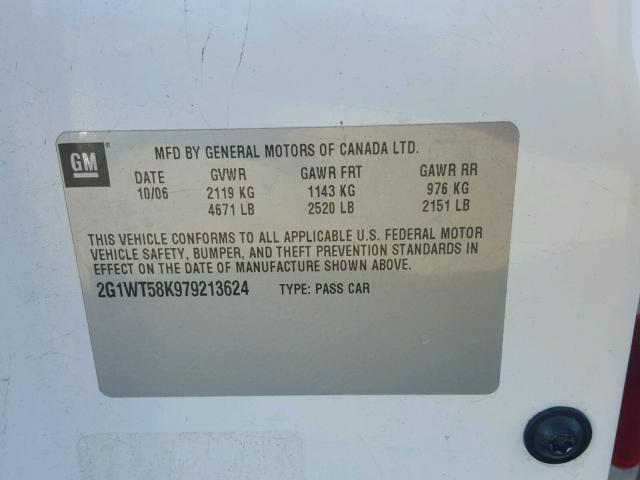 GM ® MFD BY GENERAL MOTORS OF CANADA LTD.
DATE GVWR GAWR FRT GAWR RR
10/06 2119 KG 1143 KG 976 KG
4671 LB 2520 LB 2151 LB
THIS VEHICLE CONFORMS TO ALL APPLICABLE U.S. FEDERAL MOTOR
VEHICLE SAFETY, BUMPER, AND THEFT PREVENTION STANDARDS IN
EFFECT ON THE DATE OF MANUFACTURE SHOWN ABOVE.
2G1WT58K979213624 TYPE: PASS CAR